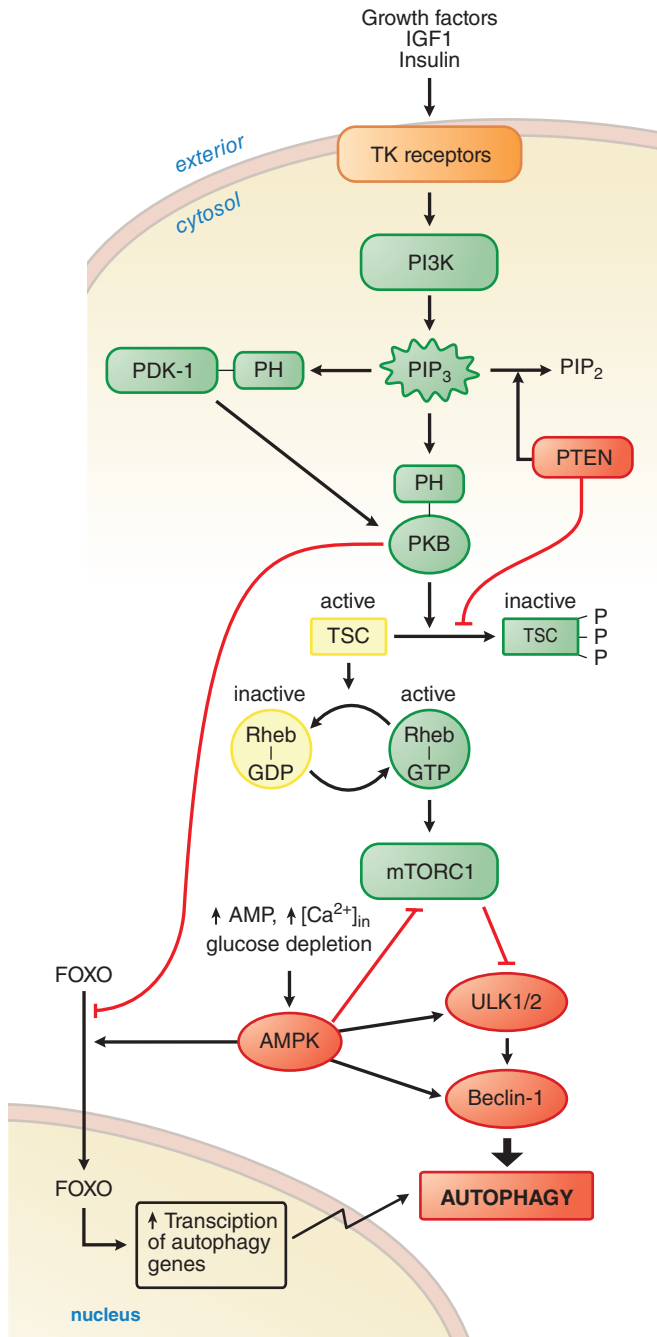 Growth factors
IGF1
Insulin
exterior
TK receptors
cytosol
PI3K
PDK-1
PH
PIP3
PIP2
PTEN
PH
PKB
active
inactive
TSC
TSC
P
P
P
inactive
active
Rheb
GDP
Rheb
GTP
mTORC1
↑ AMP, ↑ [Ca2+]in
glucose depletion
FOXO
ULK1/2
AMPK
Beclin-1
FOXO
AUTOPHAGY
↑ Transciption
of autophagy
genes
nucleus